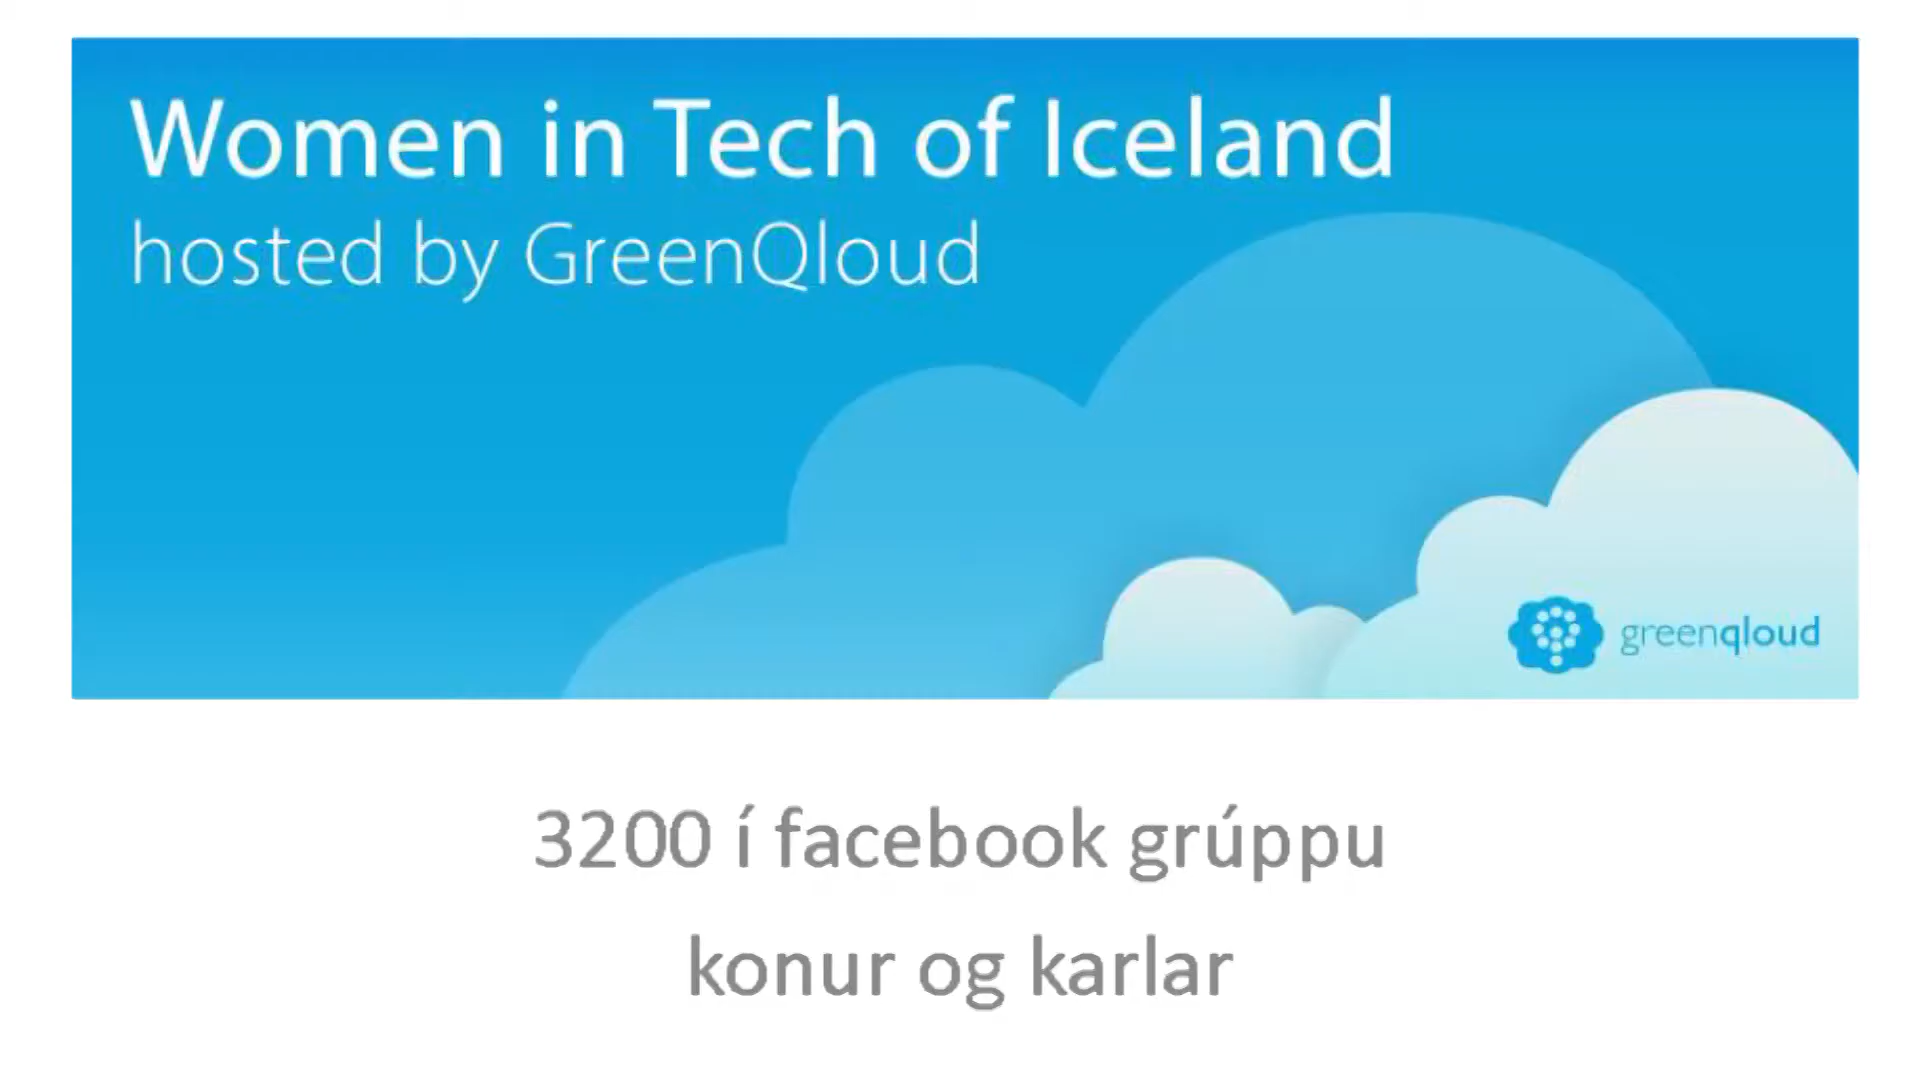 Women in Tech of Iceland
hosted by GreenQloud
greenqloud
3200 í facebook grúppu
konur og karlar